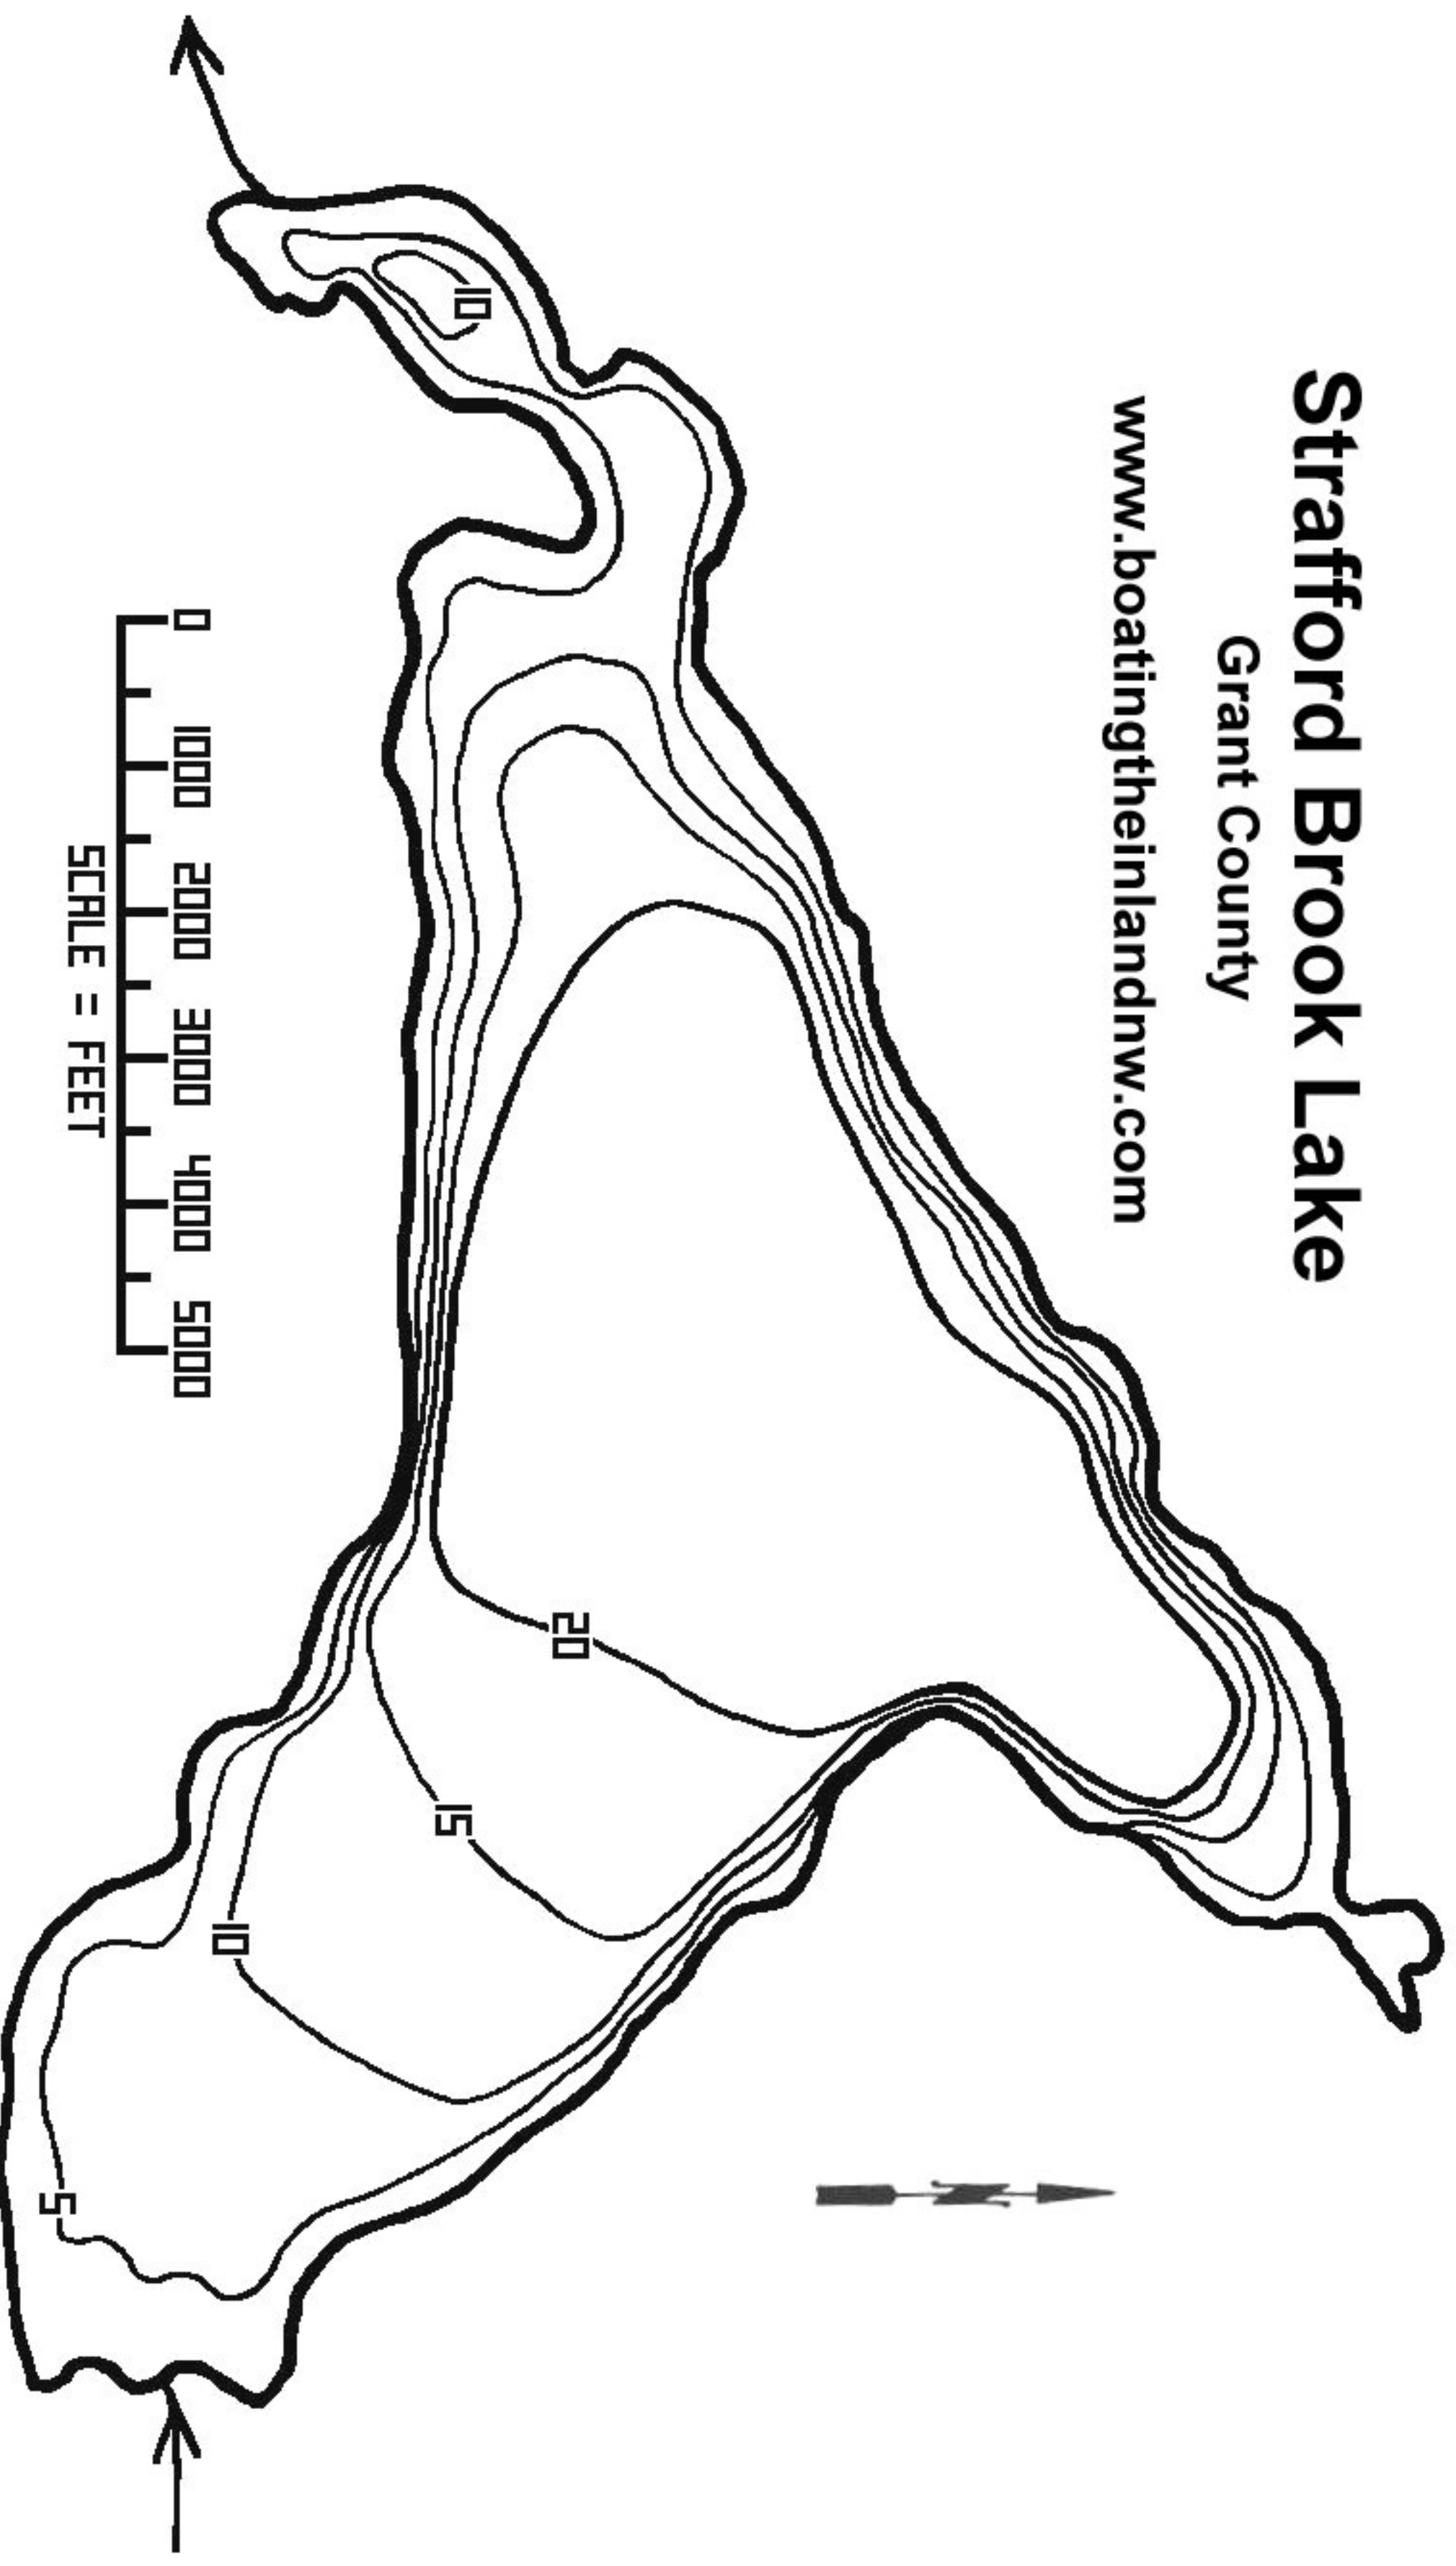 Strafford Brook Lake
Grant County
www.boatingtheinlandnw.com
N
10
20
15
10
5
0 1000 2000 3000 4000 5000
SCALE = FEET